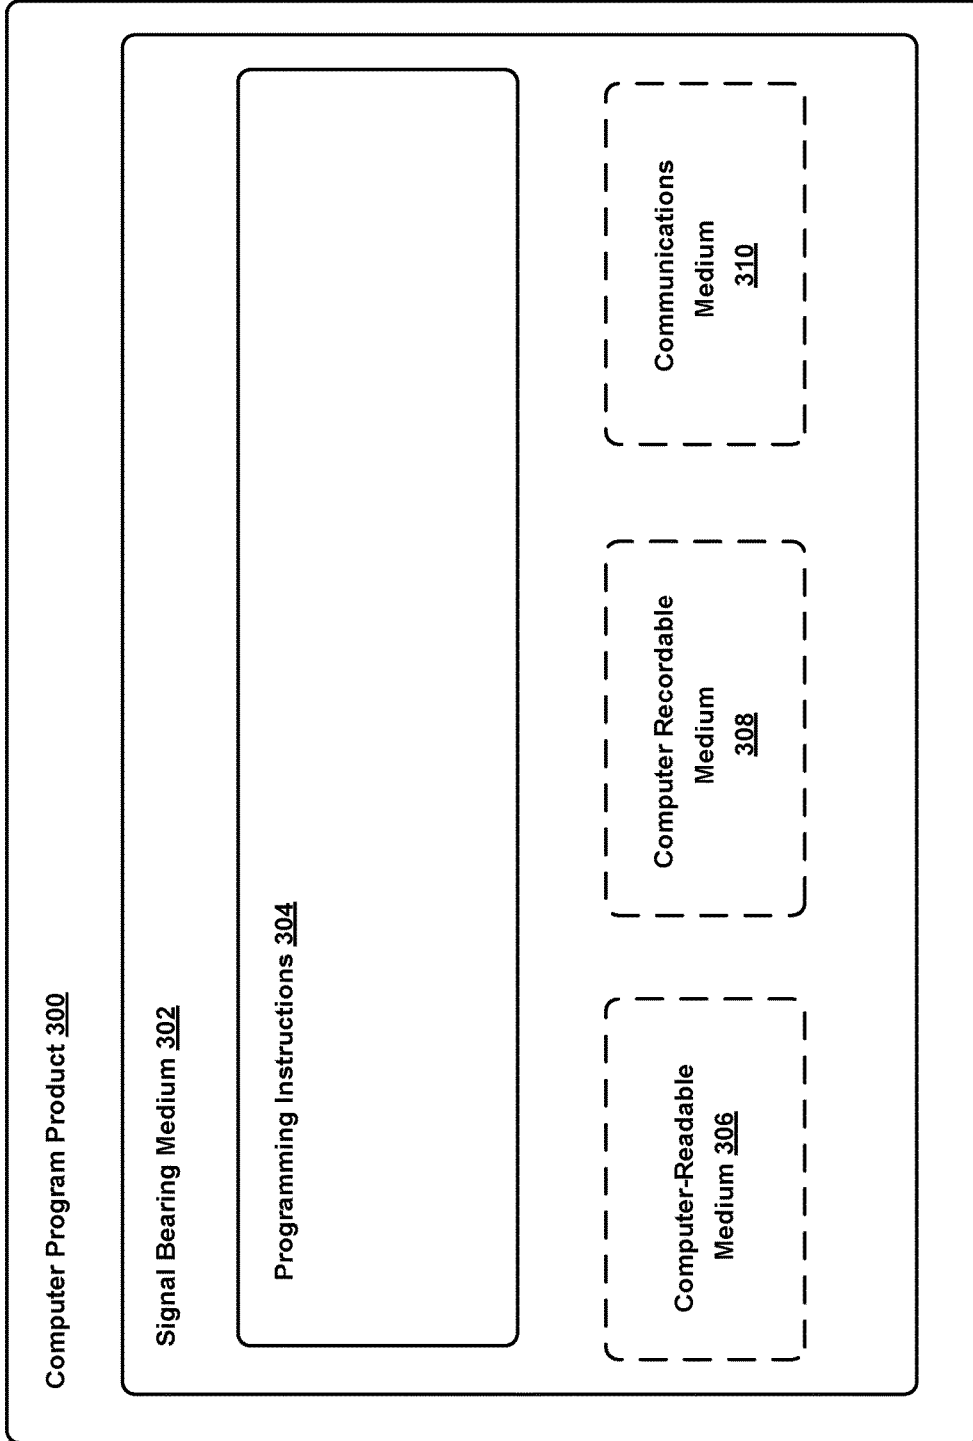 Computer Program Product 300
Signal Bearing Medium 302
Programming Instructions 304
Computer-Readable
Medium 306
Computer Recordable
Medium
308
Communications
Medium
310